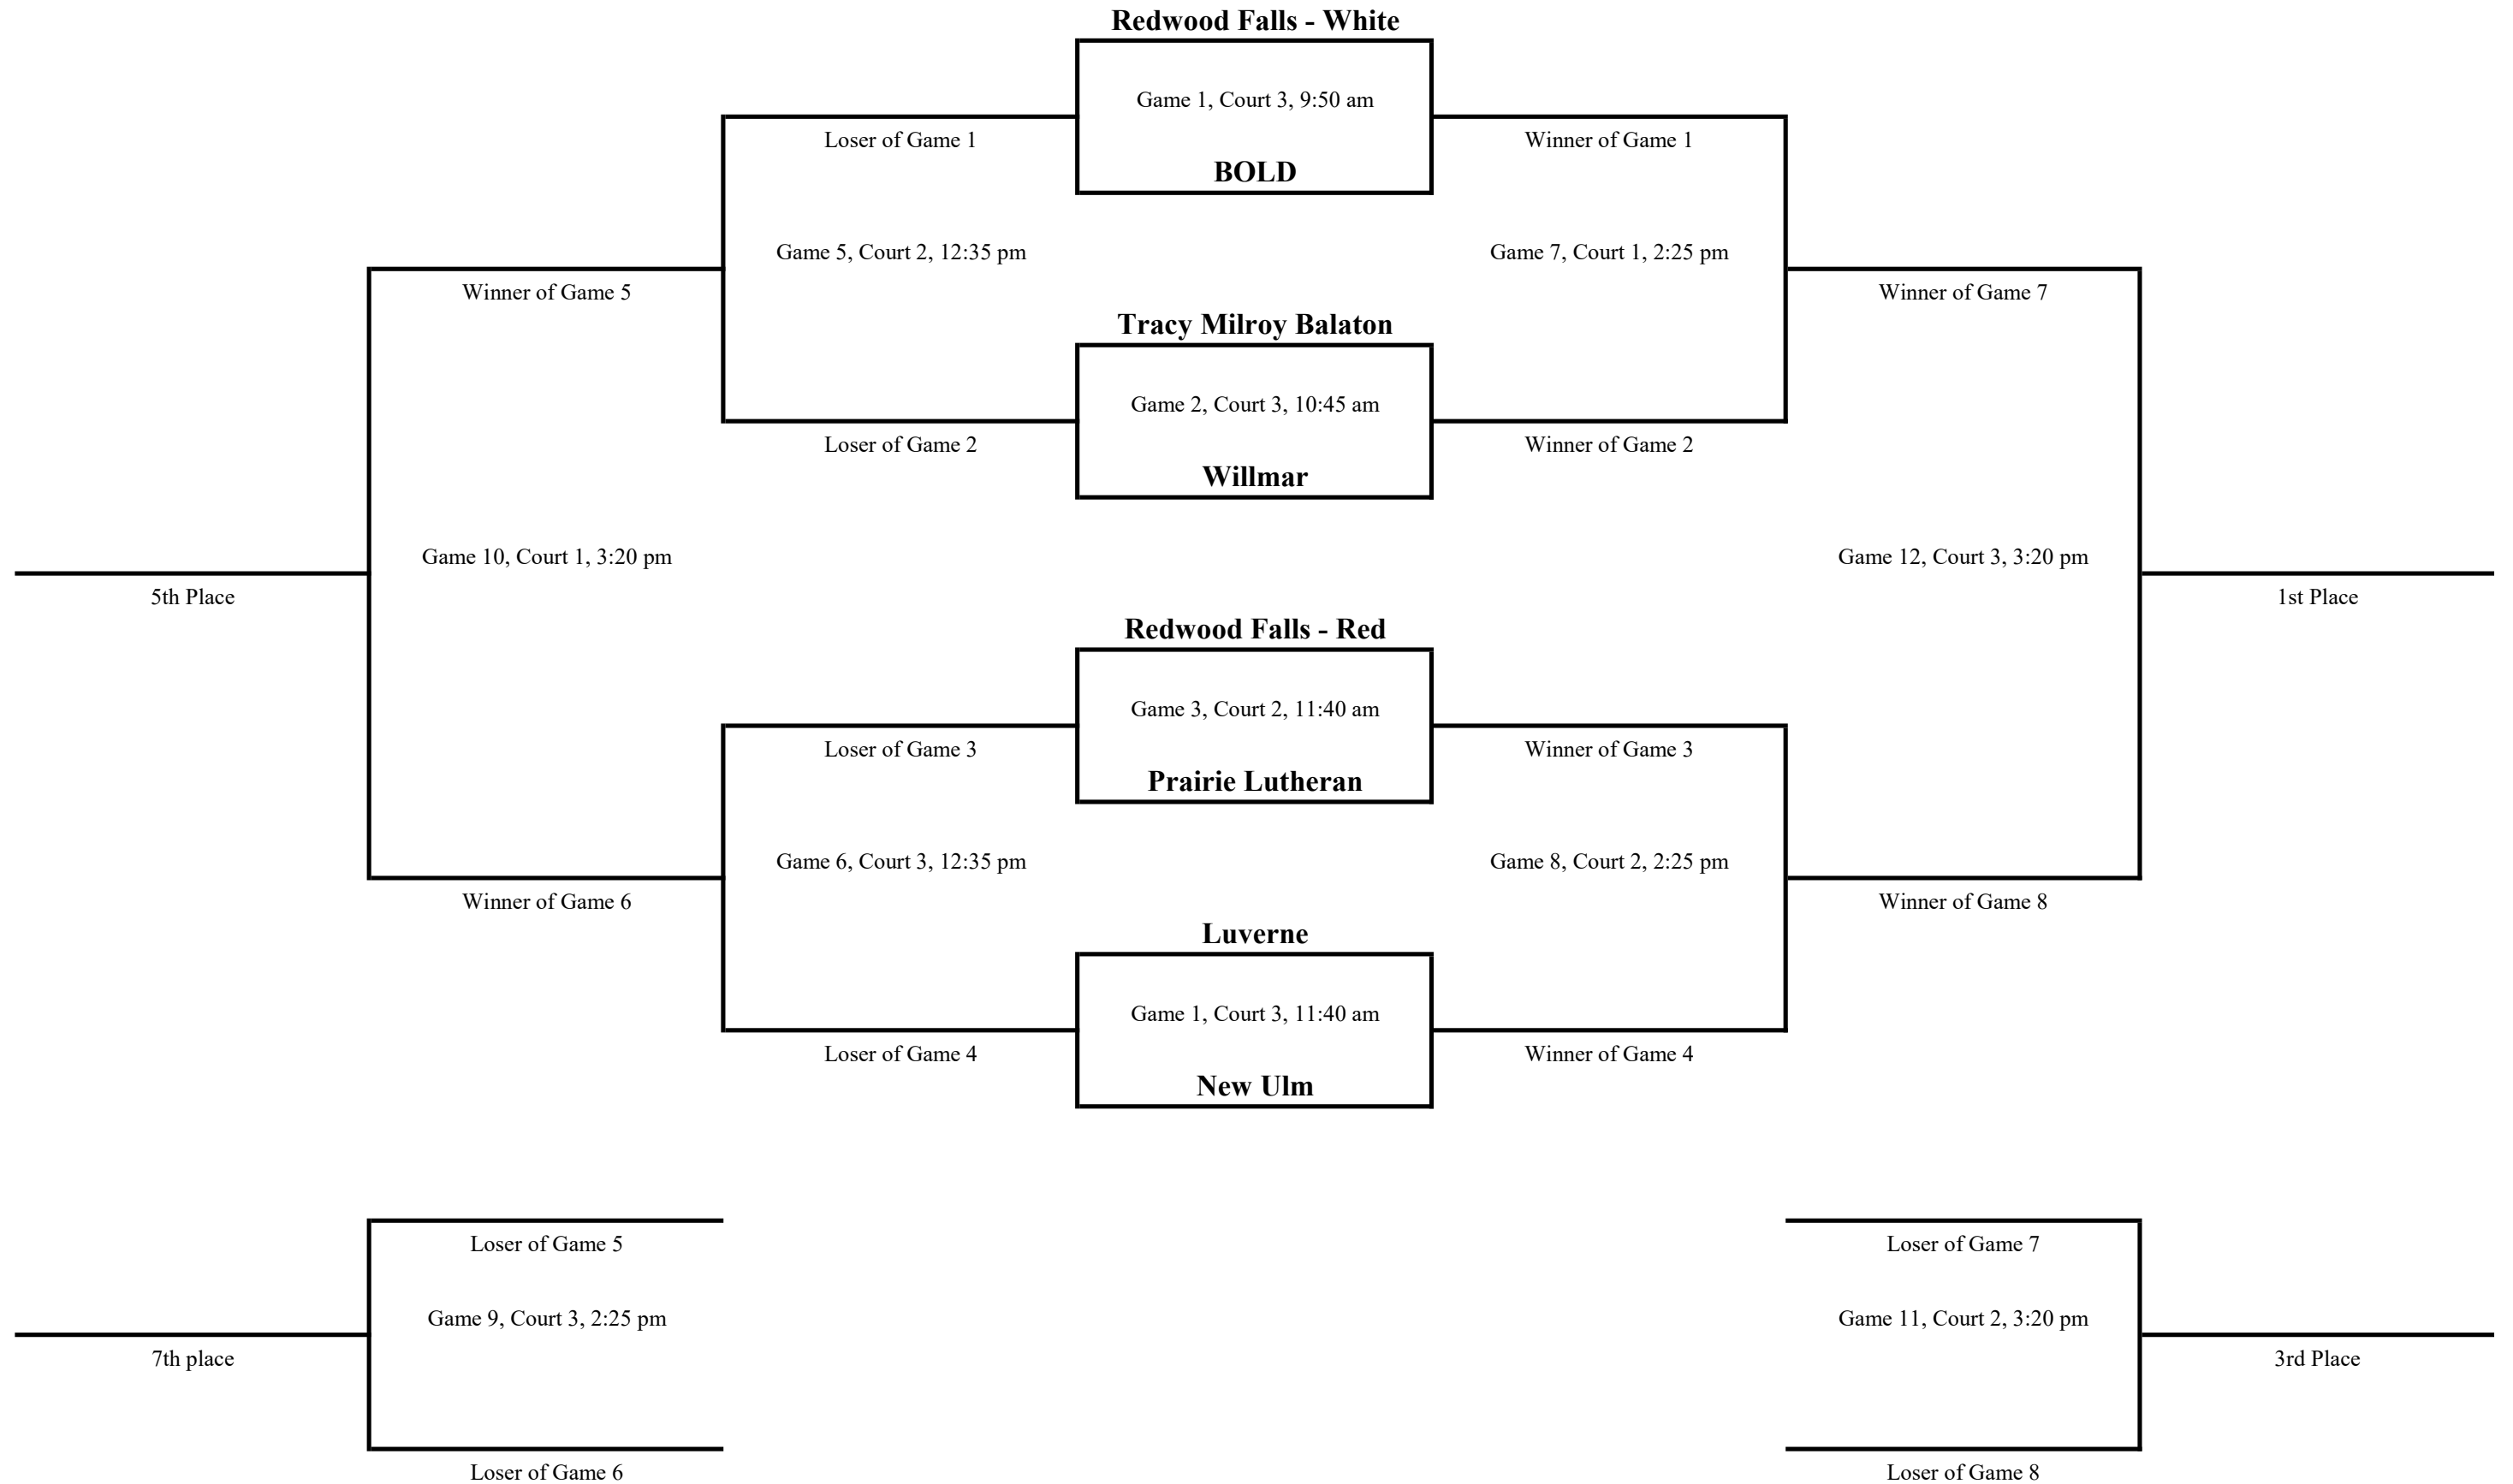 Redwood Falls - White
Game 1, Court 3, 9:50 am
Loser of Game 1
Winner of Game 1
BOLD
Game 5, Court 2, 12:35 pm
Game 7, Court 1, 2:25 pm
Winner of Game 5
Winner of Game 7
Tracy Milroy Balaton
Game 2, Court 3, 10:45 am
Loser of Game 2
Winner of Game 2
Willmar
Game 10, Court 1, 3:20 pm
Game 12, Court 3, 3:20 pm
5th Place
1st Place
Redwood Falls - Red
Game 3, Court 2, 11:40 am
Loser of Game 3
Winner of Game 3
Prairie Lutheran
Game 6, Court 3, 12:35 pm
Game 8, Court 2, 2:25 pm
Winner of Game 6
Winner of Game 8
Luverne
Game 1, Court 3, 11:40 am
Loser of Game 4
Winner of Game 4
New Ulm
Loser of Game 5
Loser of Game 7
Game 9, Court 3, 2:25 pm
Game 11, Court 2, 3:20 pm
7th place
3rd Place
Loser of Game 6
Loser of Game 8